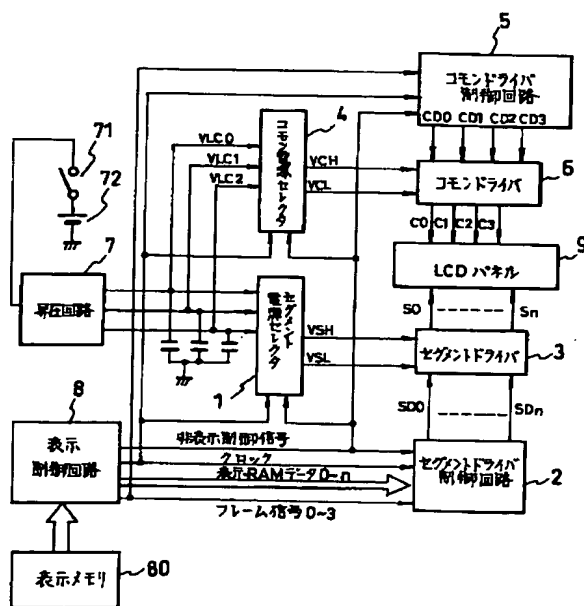 5
コモンドライバ
制御回路
CD0 CD1 CD2 CD3
71
72
4
コモン
電源セレクタ
VLC0
VLC1
VLC2
VCH
VCL
コモンドライバ
6
C0 C1 C2 C3
9
LCD パネル
7
昇圧回路
S0 Sn
セグメント
電源セレクタ
1
VSH
VSL
セグメントドライバ
3
SD0 SDn
8
表示
制御回路
非表示制御信号
クロック
表示RAMデータ0~n
フレーム信号0~3
セグメントドライバ
制御回路
2
表示メモリ
80